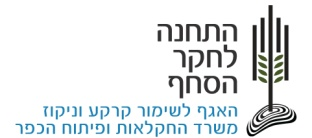 התחנה
לחקר
הסחף
האגף לשימור קרקע וניקוז
משרד החקלאות ופיתוח הכפר